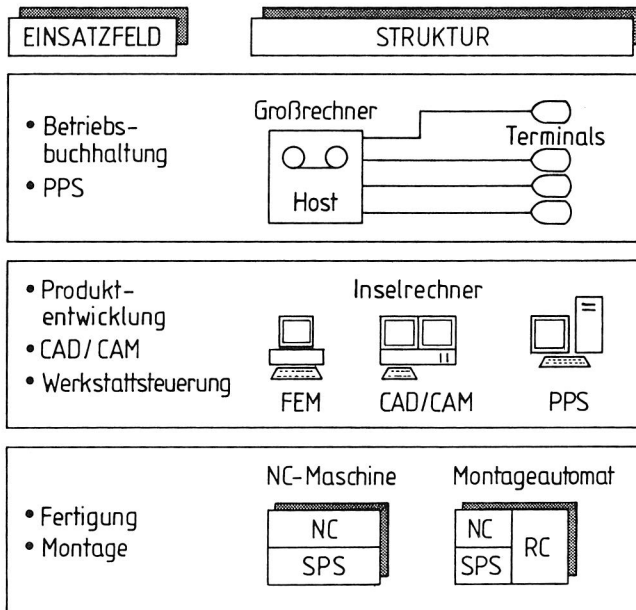 EINSATZFELD
STRUKTUR
• Betriebs-
buchhaltung
• PPS
Großrechner
Host
Terminals
• Produkt-
entwicklung
• CAD/CAM
• Werkstattsteuerung
Inselrechner
FEM
CAD/CAM
PPS
• Fertigung
• Montage
NC-Maschine
NC
SPS
Montageautomat
NC
SPS
RC